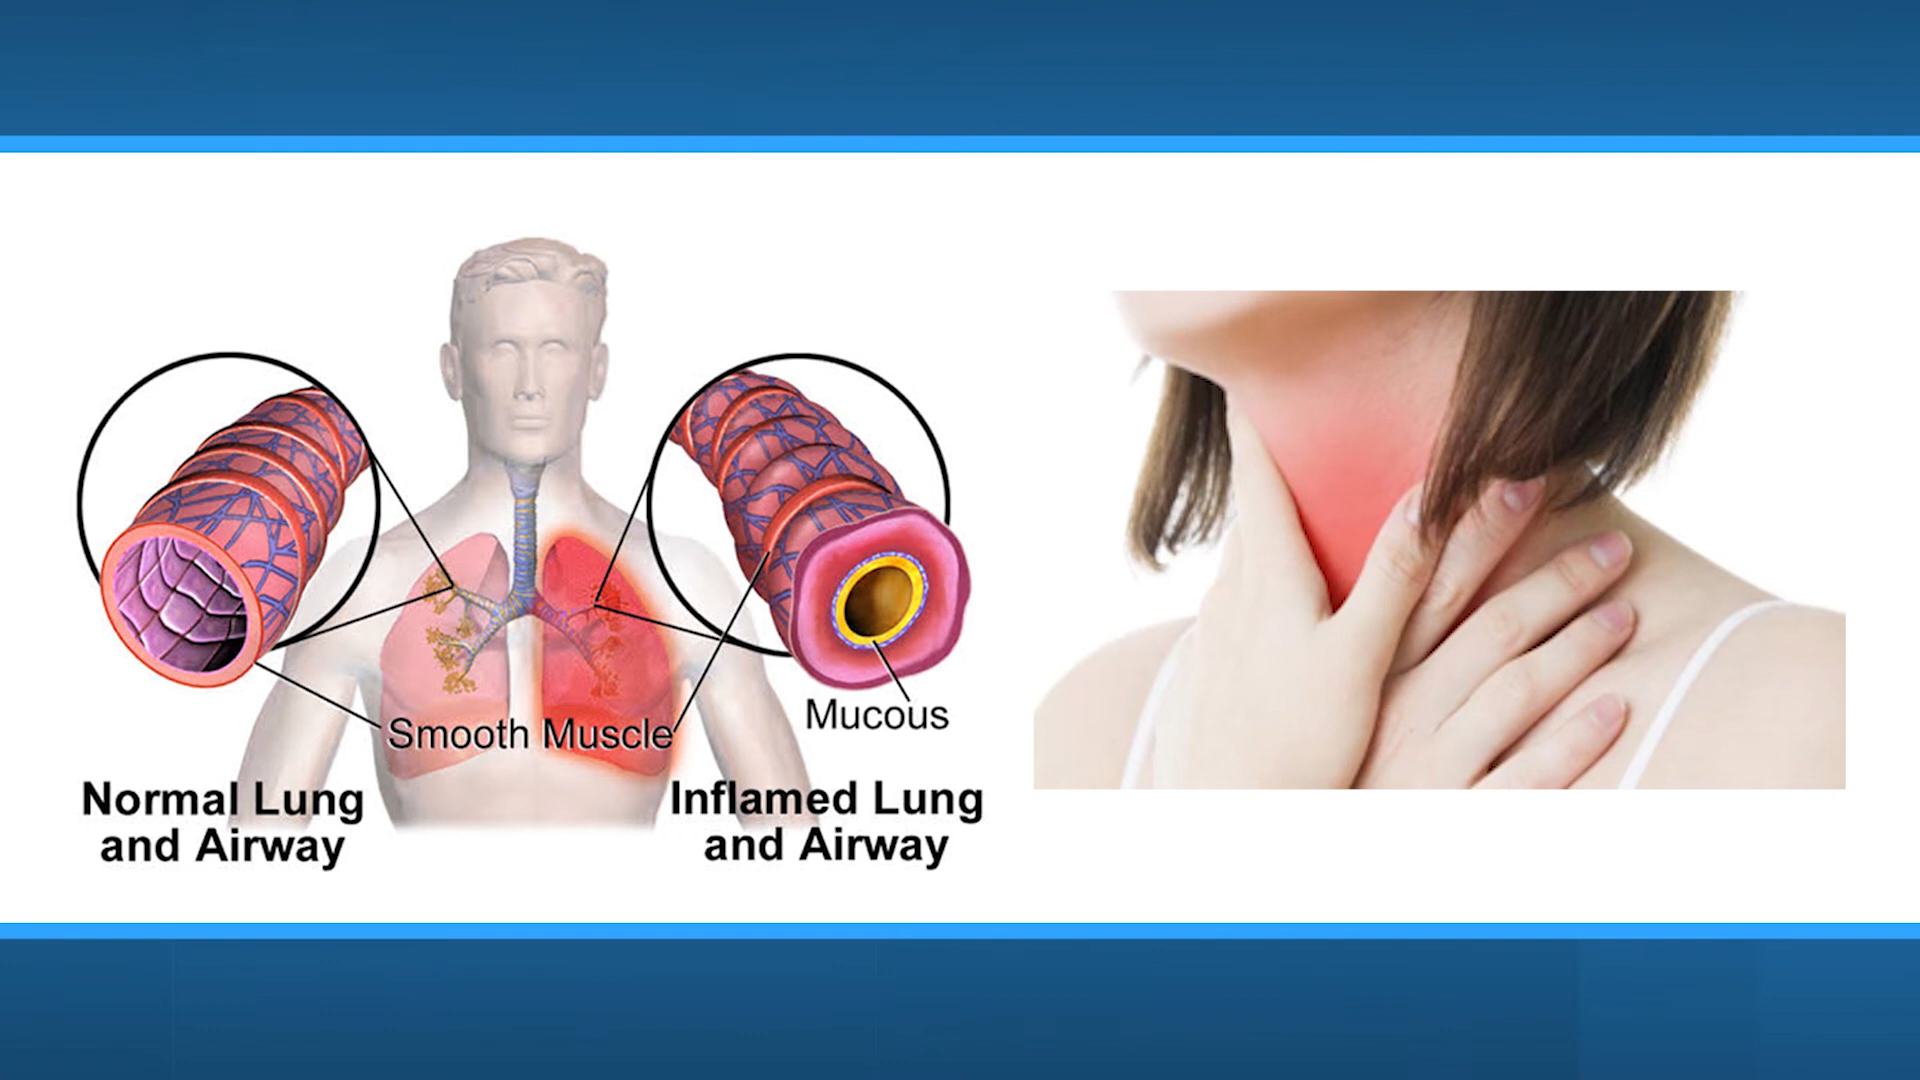 Smooth Muscle
Mucous
Normal Lung
and Airway
Inflamed Lung
and Airway